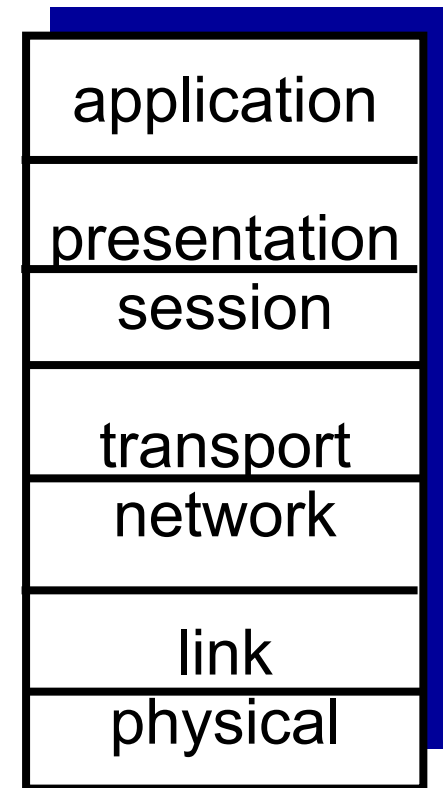 application
presentation
session
transport
network
link
physical